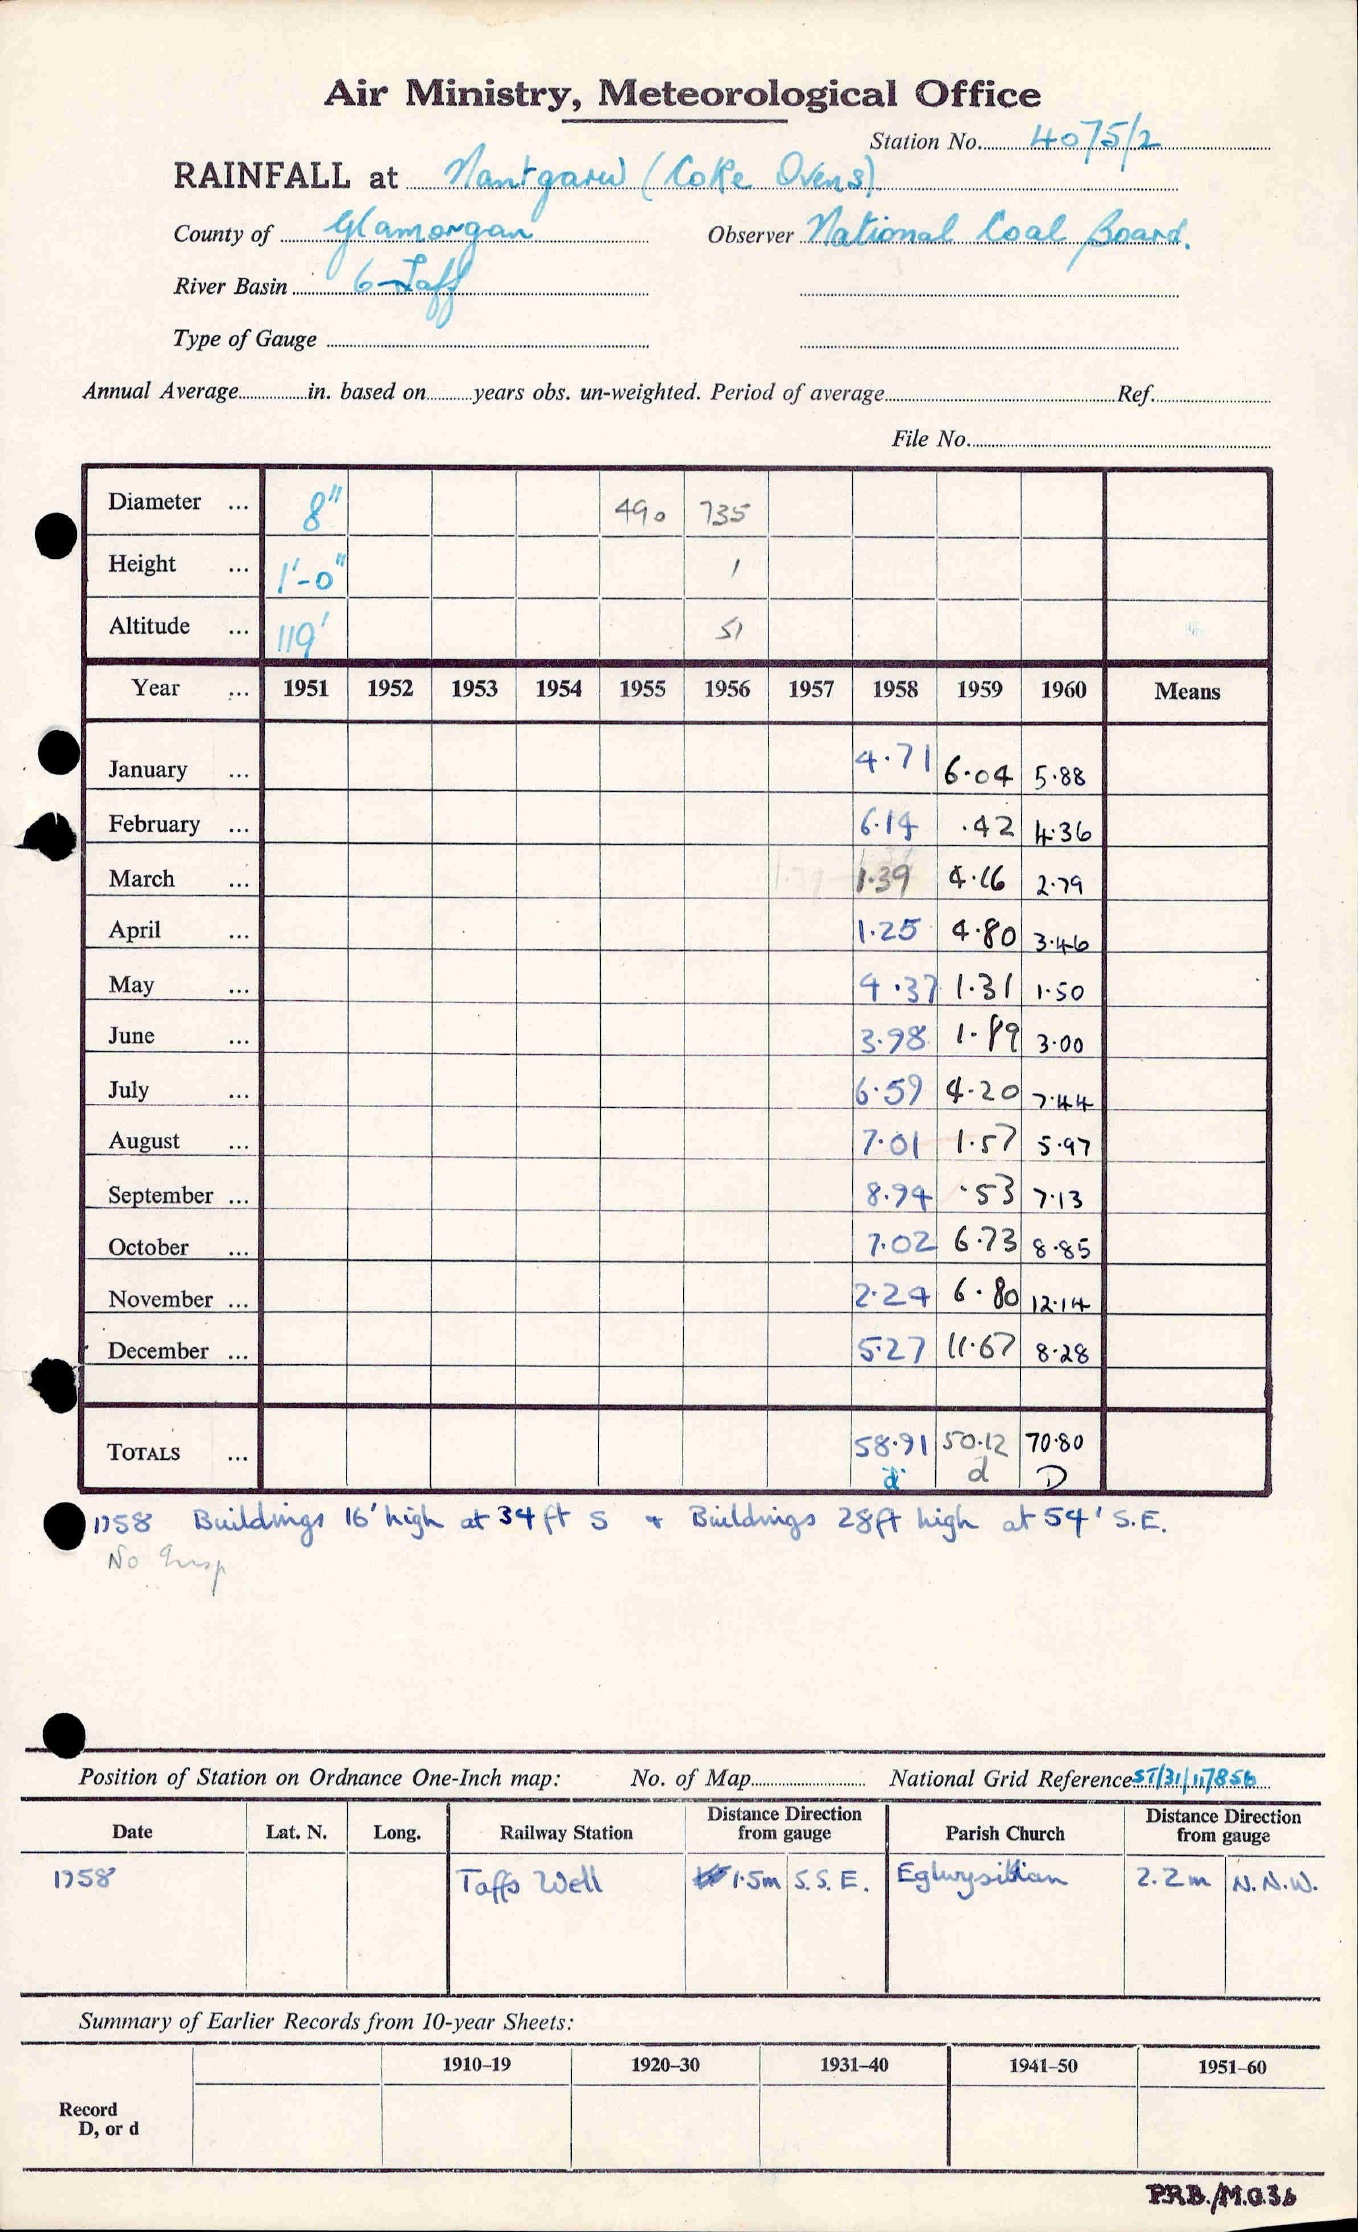 Air Ministry, Meteorological Office
Station No. 4075/2
RAINFALL at Nantgarw (Coke Ovens)
County of Glamorgan Observer National Coal Board.
River Basin 6 Taff
Type of Gauge
Annual Average in. based on years obs. un-weighted. Period of average Ref.
File No.
Diameter ... 8" 490 735
Height ... 1'-0" 1
Altitude ... 119' 51
Year ... 1951 1952 1953 1954 1955 1956 1957 1958 1959 1960 Means
January ... 4.71 6.04 5.88
February ... 6.14 .42 4.36
March ... 1.39 4.16 2.79
April ... 1.25 4.80 3.46
May ... 4.37 1.31 1.50
June ... 3.98 1.89 3.00
July ... 6.59 4.20 7.44
August ... 7.01 1.57 5.97
September ... 8.94 .53 7.13
October ... 7.02 6.73 8.85
November ... 2.24 6.80 12.14
December ... 5.27 11.67 8.28
TOTALS ... 58.91 50.12 70.80
d d D
1958 Buildings 16' high at 34 ft S + Buildings 28 ft high at 54' S.E.
No Insp
Position of Station on Ordnance One-Inch map: No. of Map National Grid Reference ST/31/117856
Date Lat. N. Long. Railway Station Distance Direction from gauge Parish Church Distance Direction from gauge
1958 Taffs Well 1.5m S.S.E. Eglwysilan 2.2m N.N.W.
Summary of Earlier Records from 10-year Sheets:
1910–19 1920–30 1931–40 1941–50 1951–60
Record
D, or d
P.R.B./M.O.36